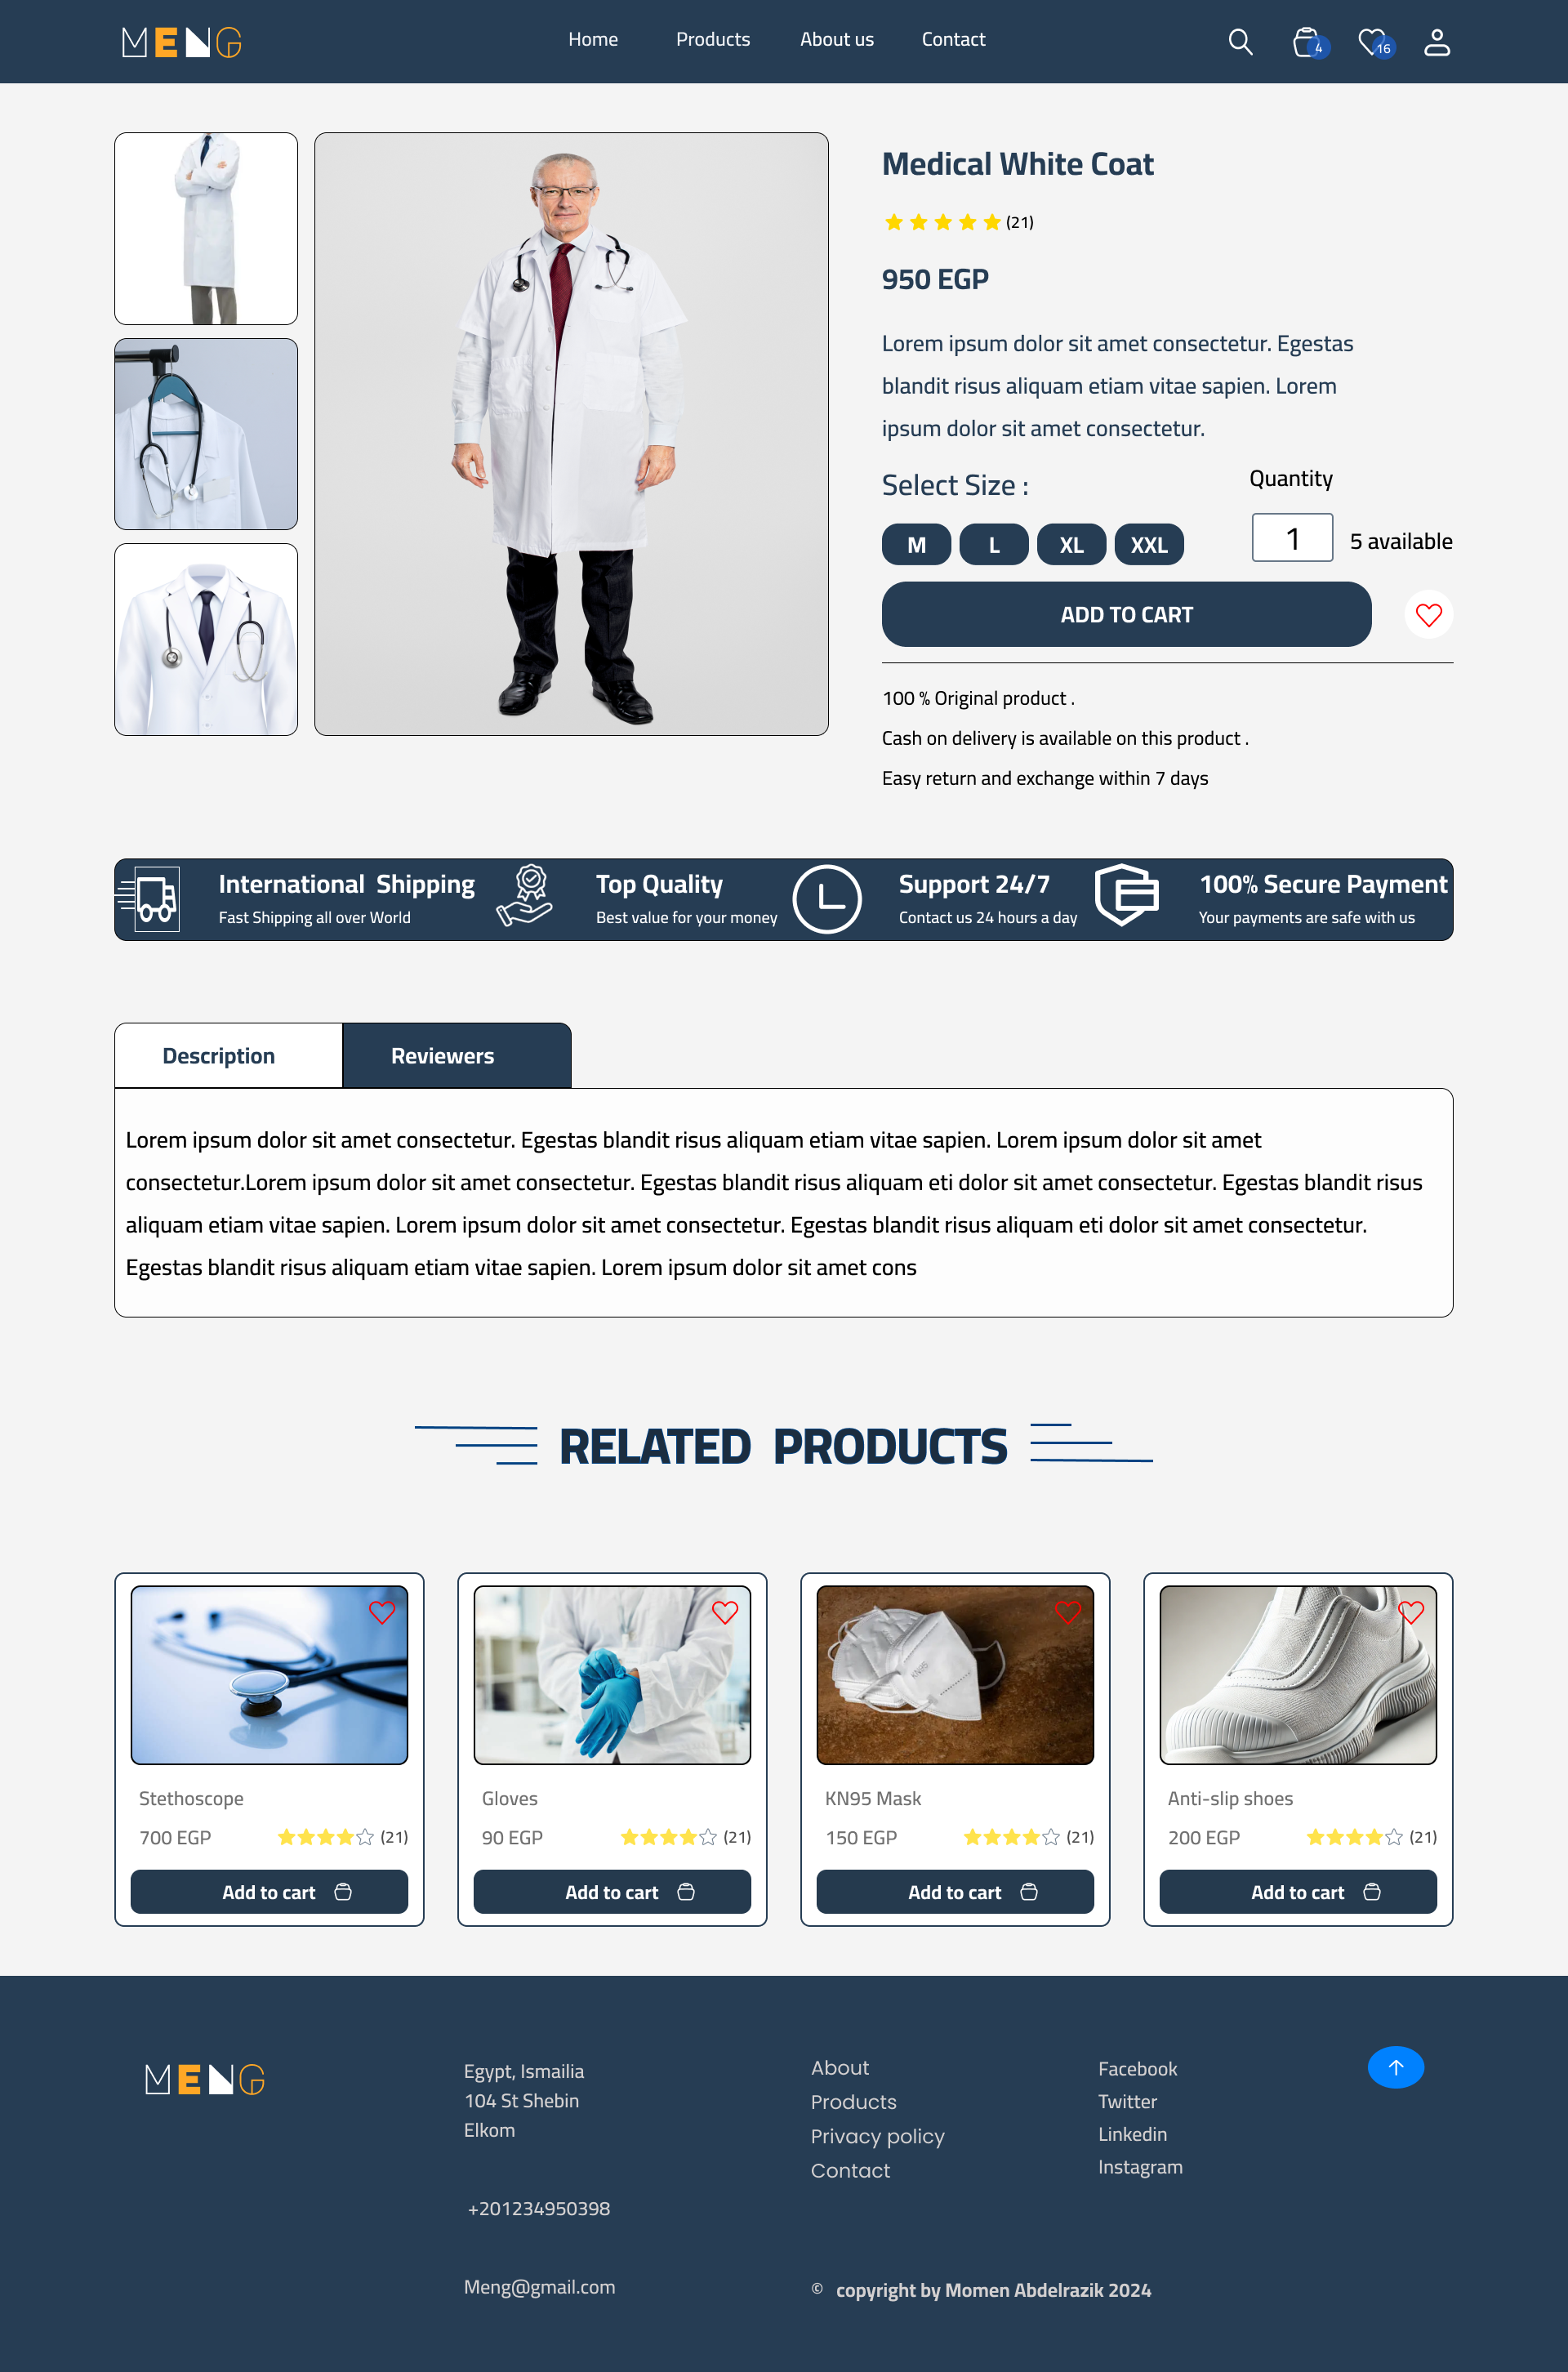 MENG
Home Products About us Contact
4 16
Medical White Coat
(21)
950 EGP
Lorem ipsum dolor sit amet consectetur. Egestas
blandit risus aliquam etiam vitae sapien. Lorem
ipsum dolor sit amet consectetur.
Select Size :
Quantity
M L XL XXL
1
5 available
ADD TO CART
100 % Original product .
Cash on delivery is available on this product .
Easy return and exchange within 7 days
International Shipping
Fast Shipping all over World
Top Quality
Best value for your money
Support 24/7
Contact us 24 hours a day
100% Secure Payment
Your payments are safe with us
Description
Reviewers
Lorem ipsum dolor sit amet consectetur. Egestas blandit risus aliquam etiam vitae sapien. Lorem ipsum dolor sit amet
consectetur.Lorem ipsum dolor sit amet consectetur. Egestas blandit risus aliquam eti dolor sit amet consectetur. Egestas blandit risus
aliquam etiam vitae sapien. Lorem ipsum dolor sit amet consectetur. Egestas blandit risus aliquam eti dolor sit amet consectetur.
Egestas blandit risus aliquam etiam vitae sapien. Lorem ipsum dolor sit amet cons
RELATED PRODUCTS
Stethoscope
700 EGP (21)
Add to cart
Gloves
90 EGP (21)
Add to cart
KN95
KN95 Mask
150 EGP (21)
Add to cart
Anti-slip shoes
200 EGP (21)
Add to cart
MENG
Egypt, Ismailia
104 St Shebin
Elkom
+201234950398
Meng@gmail.com
About
Products
Privacy policy
Contact
Facebook
Twitter
Linkedin
Instagram
© copyright by Momen Abdelrazik 2024